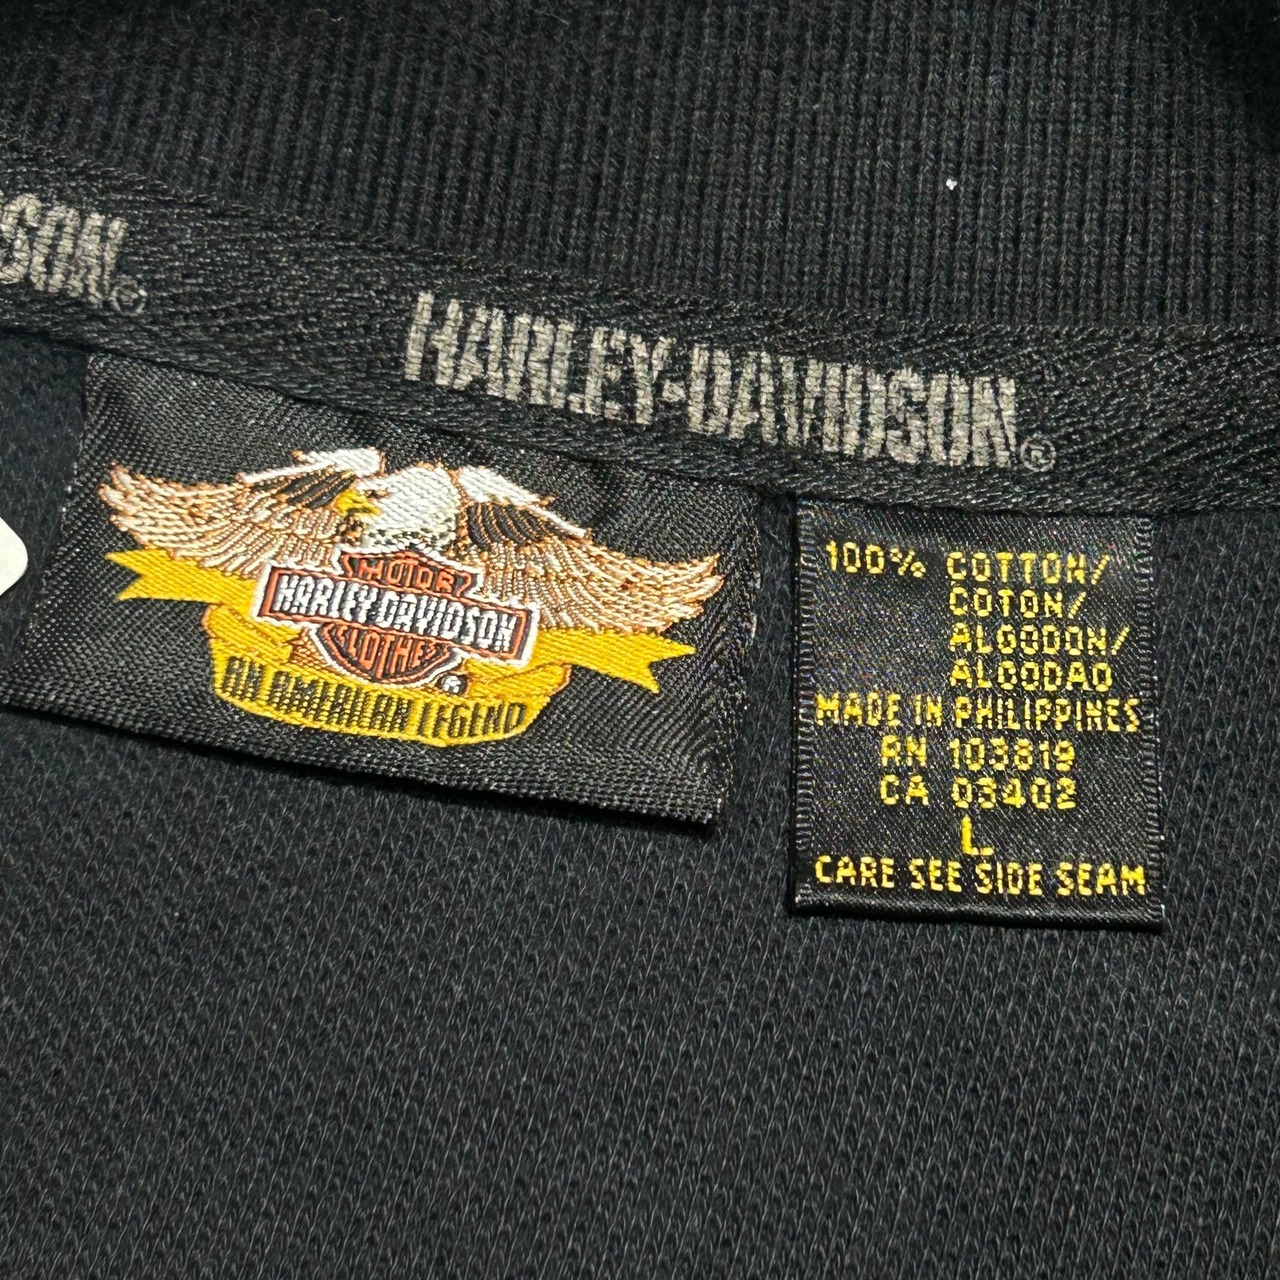 SON®
HARLEY-DAVIDSON®
MOTOR
HARLEY-DAVIDSON
CLOTHES
®
AN AMERICAN LEGEND
100% COTTON/
COTON/
ALGODON/
ALGODAO
MADE IN PHILIPPINES
RN 103819
CA 03402
L
CARE SEE SIDE SEAM